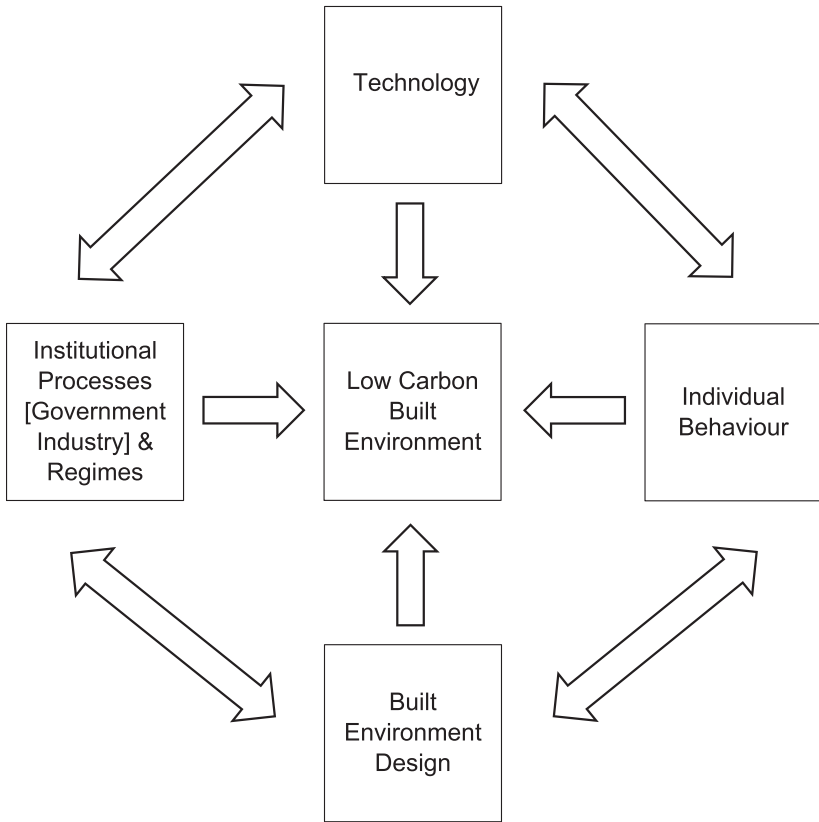 Technology
Institutional
Processes
[Government
Industry] &
Regimes
Low Carbon
Built
Environment
Individual
Behaviour
Built
Environment
Design